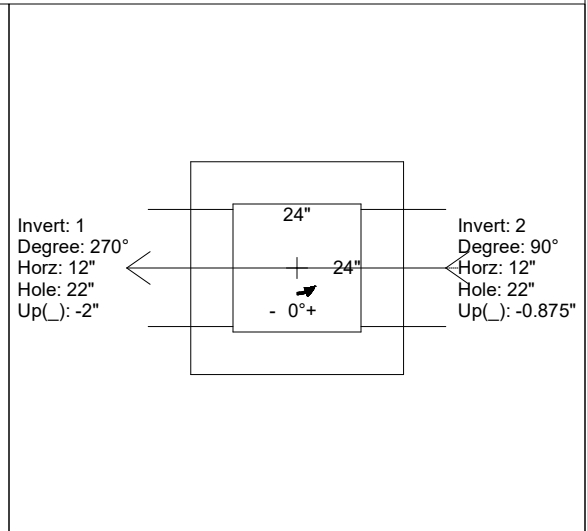 24"
Invert: 1
Degree: 270°
Horz: 12"
Hole: 22"
Up(_): -2"
24"
- 0°+
Invert: 2
Degree: 90°
Horz: 12"
Hole: 22"
Up(_): -0.875"